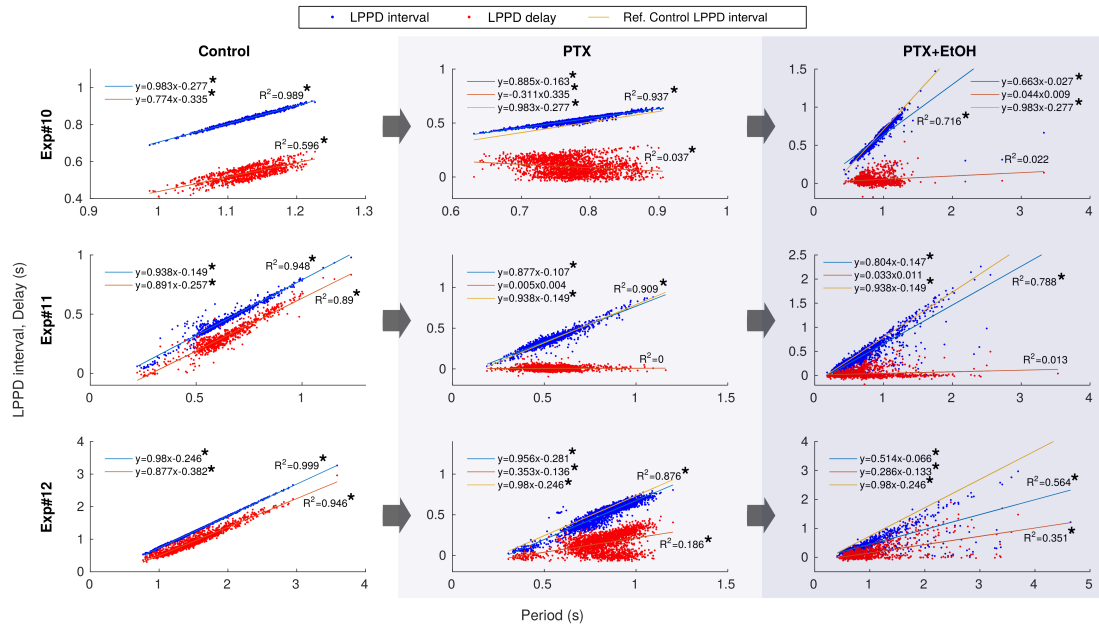 LPPD interval LPPD delay Ref. Control LPPD interval
Control PTX PTX+EtOH
LPPD interval, Delay (s)
Exp#10
1
0.8
0.6
0.4
0.9 1 1.1 1.2 1.3
y=0.983x-0.277*
y=0.774x-0.335*
R²=0.989*
R²=0.596*
1
0.5
0
0.6 0.7 0.8 0.9 1
y=0.885x-0.163*
y=-0.311x0.335
y=0.983x-0.277*
R²=0.937*
R²=0.037*
1.5
1
0.5
0
0 1 2 3 4
y=0.663x-0.027*
y=0.044x0.009
y=0.983x-0.277*
R²=0.716*
R²=0.022
Exp#11
1
0.5
0
0 0.5 1
y=0.938x-0.149*
y=0.891x-0.257*
R²=0.948*
R²=0.89*
1
0.5
0
0 0.5 1 1.5
y=0.877x-0.107
y=0.005x0.004
y=0.938x-0.149*
R²=0.909*
R²=0
2.5
2
1.5
1
0.5
0
0 1 2 3 4
y=0.804x-0.147*
y=0.033x0.011
y=0.938x-0.149*
R²=0.788*
R²=0.013
Exp#12
4
3
2
1
0
0 1 2 3 4
y=0.98x-0.246*
y=0.877x-0.382*
R²=0.999*
R²=0.946*
1.5
1
0.5
0
0 0.5 1 1.5
y=0.956x-0.281*
y=0.353x-0.136*
y=0.98x-0.246*
R²=0.876*
R²=0.186*
4
3
2
1
0
0 1 2 3 4 5
y=0.514x-0.066*
y=0.286x-0.133*
y=0.98x-0.246*
R²=0.564*
R²=0.351*
Period (s)